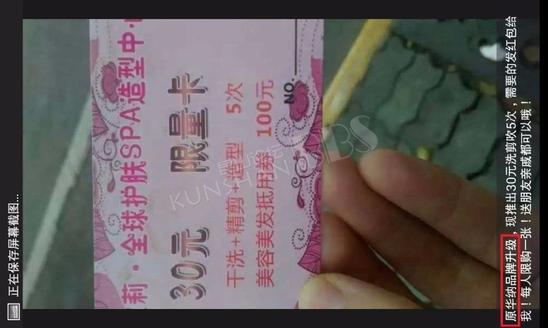 正在保存屏幕截图...
莉·全球护肤SPA造型中
30元 限量卡
干洗+精剪+造型 5次
美容美发抵用券 100元
NO.
KUNSHAN BBS
原华纳品牌升级,现推出30元洗剪吹5次,需要的发红包给
我!每人限购一张!送朋友亲戚都可以哦!